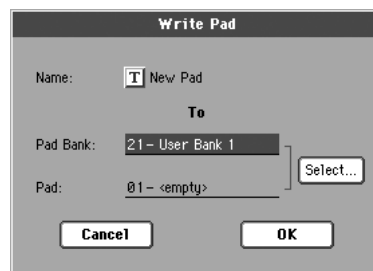 Write Pad
Name: T New Pad
To
Pad Bank: 21- User Bank 1
Select...
Pad: 01- <empty>
Cancel OK